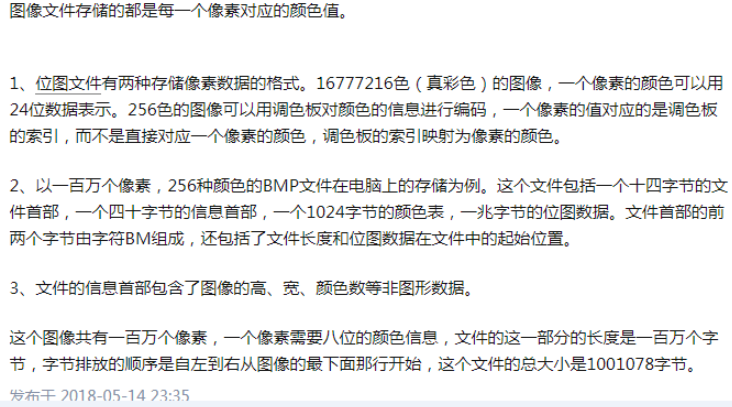 图像文件存储的都是每一个像素对应的颜色值。
1、位图文件有两种存储像素数据的格式。16777216色（真彩色）的图像，一个像素的颜色可以用
24位数据表示。256色的图像可以用调色板对颜色的信息进行编码，一个像素的值对应的是调色板
的索引，而不是直接对应一个像素的颜色，调色板的索引映射为像素的颜色。
2、以一百万个像素，256种颜色的BMP文件在电脑上的存储为例。这个文件包括一个十四字节的文
件首部，一个四十字节的信息首部，一个1024字节的颜色表，一兆字节的位图数据。文件首部的前
两个字节由字符BM组成，还包括了文件长度和位图数据在文件中的起始位置。
3、文件的信息首部包含了图像的高、宽、颜色数等非图形数据。
这个图像共有一百万个像素，一个像素需要八位的颜色信息，文件的这一部分的长度是一百万个字
节，字节排放的顺序是自左到右从图像的最下面那行开始，这个文件的总大小是1001078字节。
发布于 2018-05-14 23:35